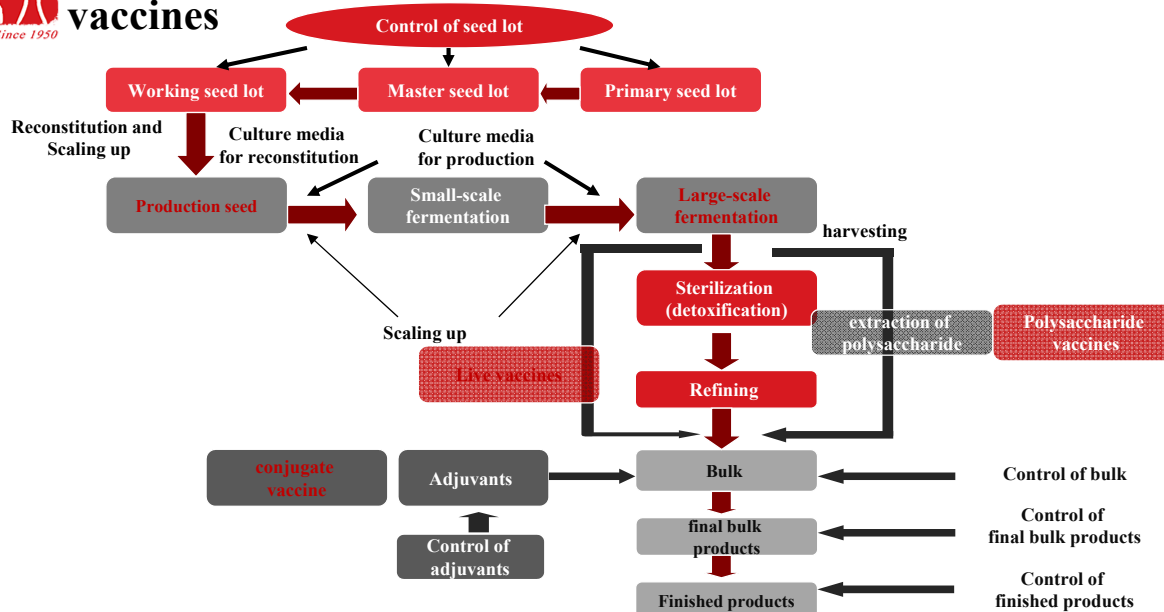 vaccines
Since 1950
Control of seed lot
Working seed lot
Master seed lot
Primary seed lot
Reconstitution and
Scaling up
Culture media
for reconstitution
Culture media
for production
Production seed
Small-scale
fermentation
Large-scale
fermentation
harvesting
Sterilization
(detoxification)
extraction of
polysaccharide
Polysaccharide
vaccines
Scaling up
Live vaccines
Refining
conjugate
vaccine
Adjuvants
Bulk
Control of bulk
Control of
adjuvants
final bulk
products
Control of
final bulk products
Finished products
Control of
finished products